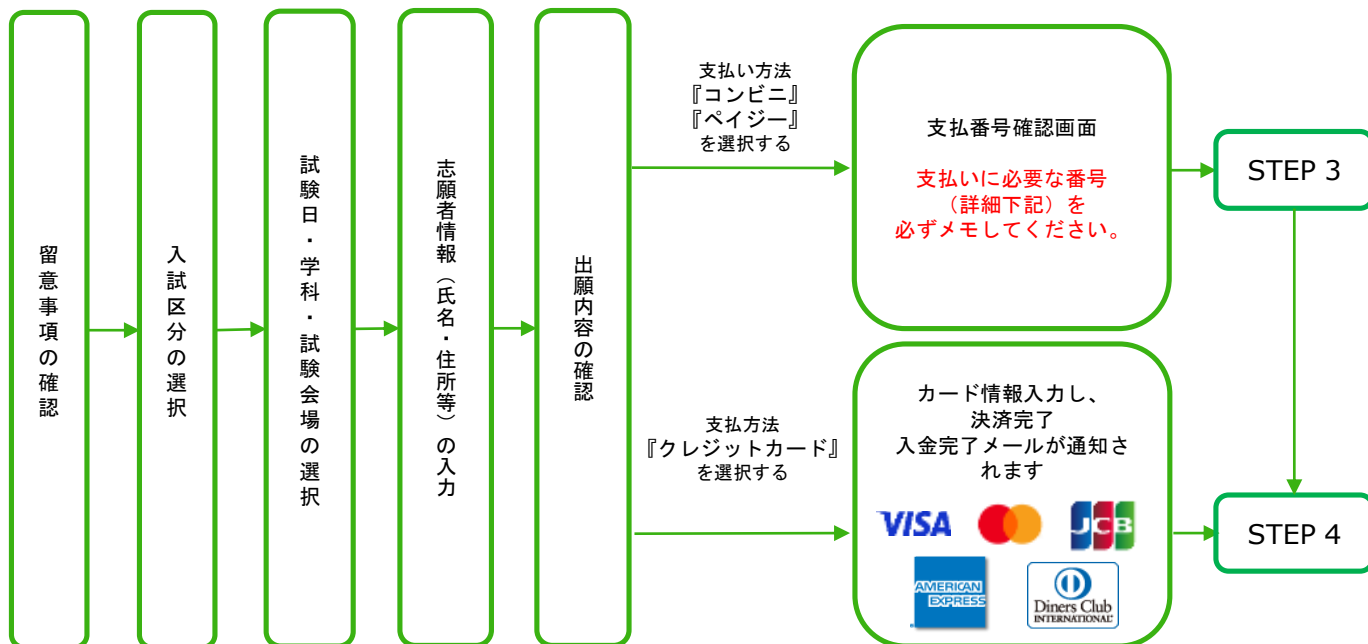 留意事項の確認
入試区分の選択
試験日・学科・試験会場の選択
志願者情報（氏名・住所等）の入力
出願内容の確認
支払い方法
『コンビニ』
『ペイジー』
を選択する
支払番号確認画面
支払いに必要な番号
（詳細下記）を
必ずメモしてください。
STEP 3
支払方法
『クレジットカード』
を選択する
カード情報入力し、
決済完了
入金完了メールが通知さ
れます
VISA
JCB
AMERICAN
EXPRESS
Diners Club
INTERNATIONAL
STEP 4